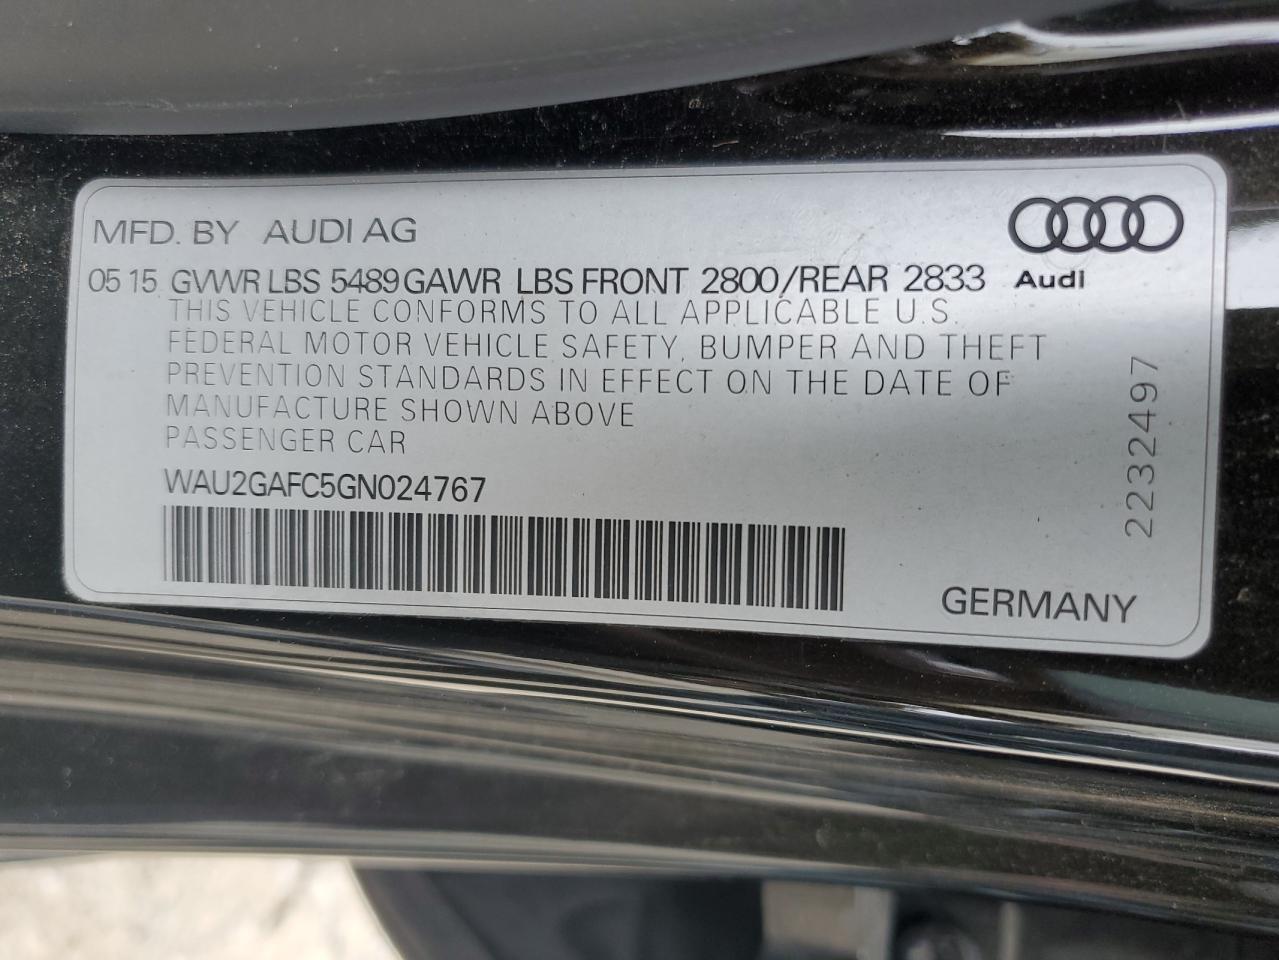 MFD. BY AUDI AG
05 15 GVWR LBS 5489 GAWR LBS FRONT 2800/REAR 2833
Audi
THIS VEHICLE CONFORMS TO ALL APPLICABLE U.S.
FEDERAL MOTOR VEHICLE SAFETY, BUMPER AND THEFT
PREVENTION STANDARDS IN EFFECT ON THE DATE OF
MANUFACTURE SHOWN ABOVE
PASSENGER CAR
WAU2GAFC5GN024767
2232497
GERMANY